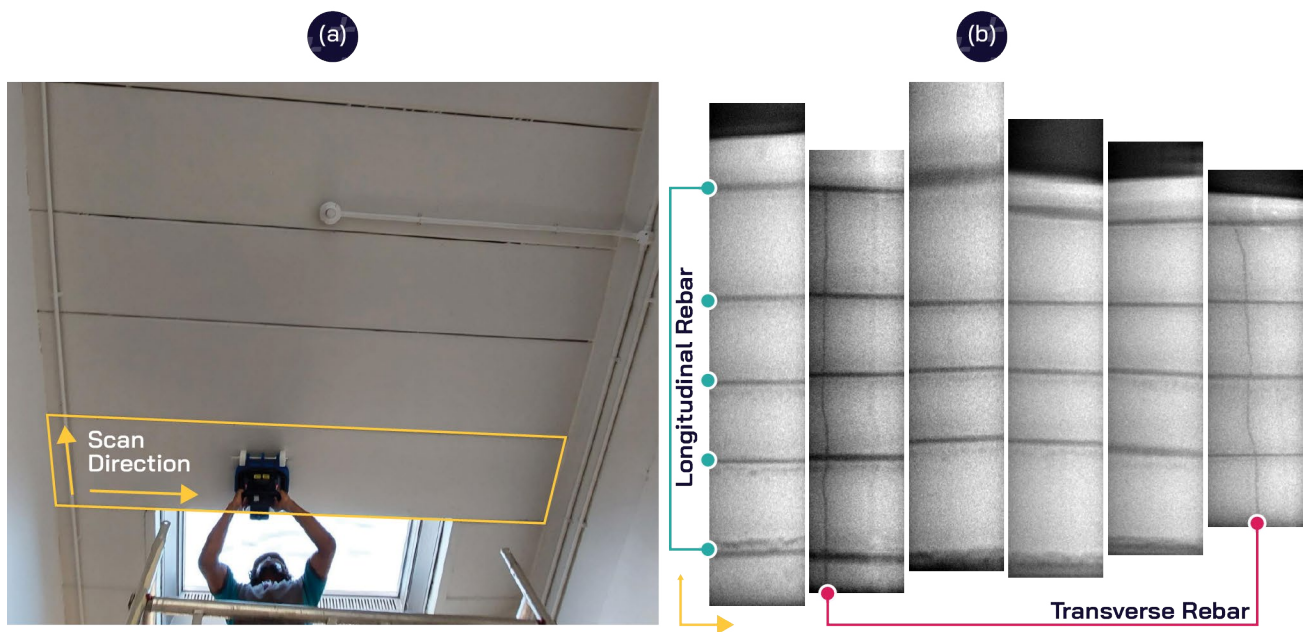 (a)
(b)
Scan
Direction
Longitudinal Rebar
Transverse Rebar